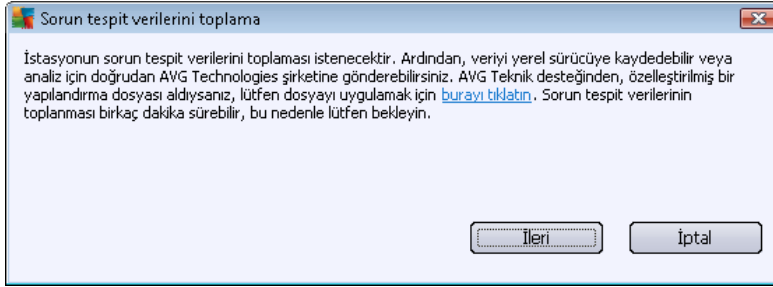 Sorun tespit verilerini toplama
İstasyonun sorun tespit verilerini toplaması istenecektir. Ardından, veriyi yerel sürücüye kaydedebilir veya
analiz için doğrudan AVG Technologies şirketine gönderebilirsiniz. AVG Teknik desteğinden, özelleştirilmiş bir
yapılandırma dosyası aldıysanız, lütfen dosyayı uygulamak için burayı tıklatın. Sorun tespit verilerinin
toplanması birkaç dakika sürebilir, bu nedenle lütfen bekleyin.
İleri
İptal